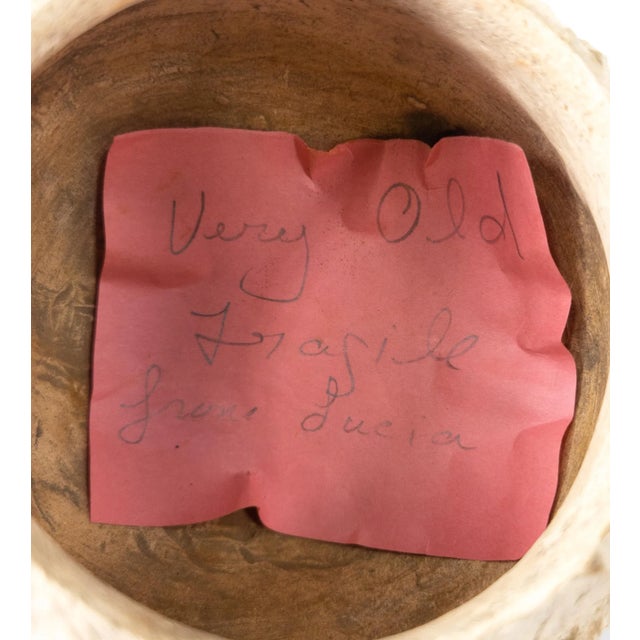 Very Old
Fragile
from Lucia